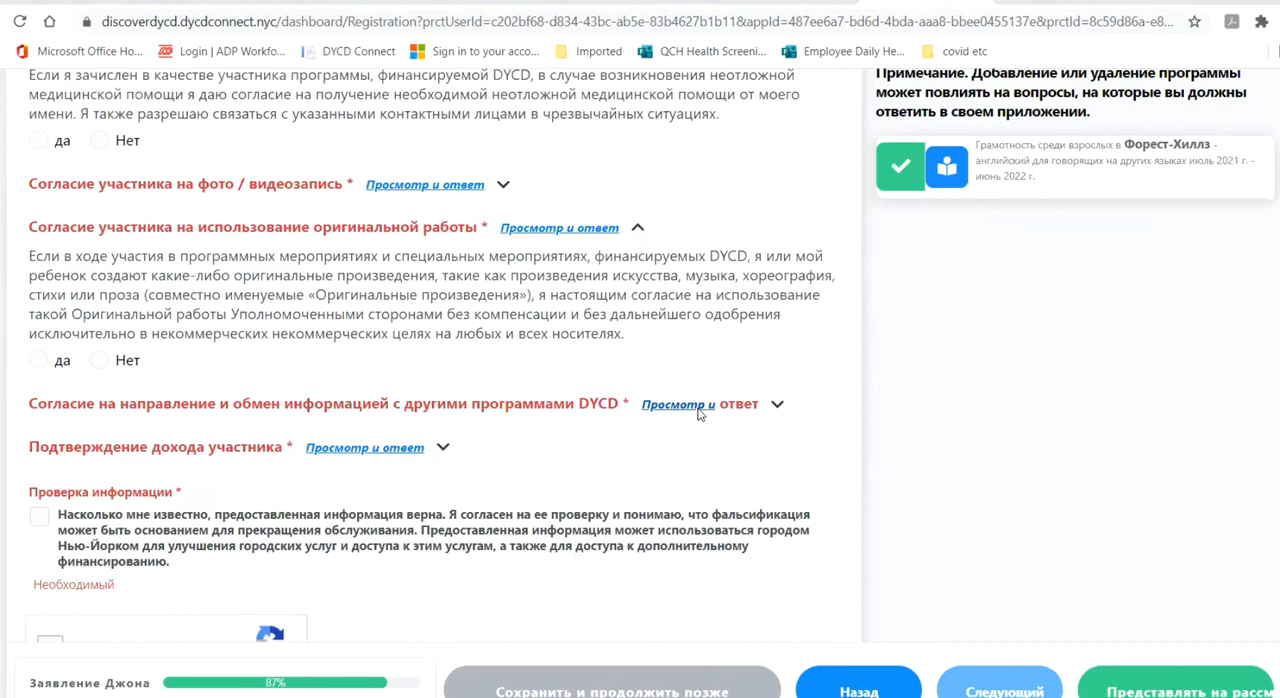 discoverdycd.dycdconnect.nyc/dashboard/Registration?prctUserId=c202bf68-d834-43bc-ab5e-83b4627b1b11&appId=487ee6a7-bd6d-4bda-aaa8-bbee0455137e&prctId=8c59d86a-e8...
Microsoft Office Ho... Login | ADP Workfo... DYCD Connect Sign in to your acco... Imported QCH Health Screeni... Employee Daily He... covid etc
Если я зачислен в качестве участника программы, финансируемой DYCD, в случае возникновения неотложной
медицинской помощи я даю согласие на получение необходимой неотложной медицинской помощи от моего
имени. Я также разрешаю связаться с указанными контактными лицами в чрезвычайных ситуациях.
да Нет
Согласие участника на фото / видеозапись * Просмотр и ответ
Согласие участника на использование оригинальной работы * Просмотр и ответ
Если в ходе участия в программных мероприятиях и специальных мероприятиях, финансируемых DYCD, я или мой
ребенок создают какие-либо оригинальные произведения, такие как произведения искусства, музыка, хореография,
стихи или проза (совместно именуемые «Оригинальные произведения»), я настоящим согласие на использование
такой Оригинальной работы Уполномоченными сторонами без компенсации и без дальнейшего одобрения
исключительно в некоммерческих некоммерческих целях на любых и всех носителях.
да Нет
Согласие на направление и обмен информацией с другими программами DYCD * Просмотр и ответ
Подтверждение дохода участника * Просмотр и ответ
Проверка информации *
Насколько мне известно, предоставленная информация верна. Я согласен на ее проверку и понимаю, что фальсификация
может быть основанием для прекращения обслуживания. Предоставленная информация может использоваться городом
Нью-Йорком для улучшения городских услуг и доступа к этим услугам, а также для доступа к дополнительному
финансированию.
Необходимый
Примечание. Добавление или удаление программы
может повлиять на вопросы, на которые вы должны
ответить в своем приложении.
Грамотность среди взрослых в Форест-Хиллз -
английский для говорящих на других языках июль 2021 г. -
июнь 2022 г.
Заявление Джона 87% Сохранить и продолжить позже Назад Следующий Представлять на рассм